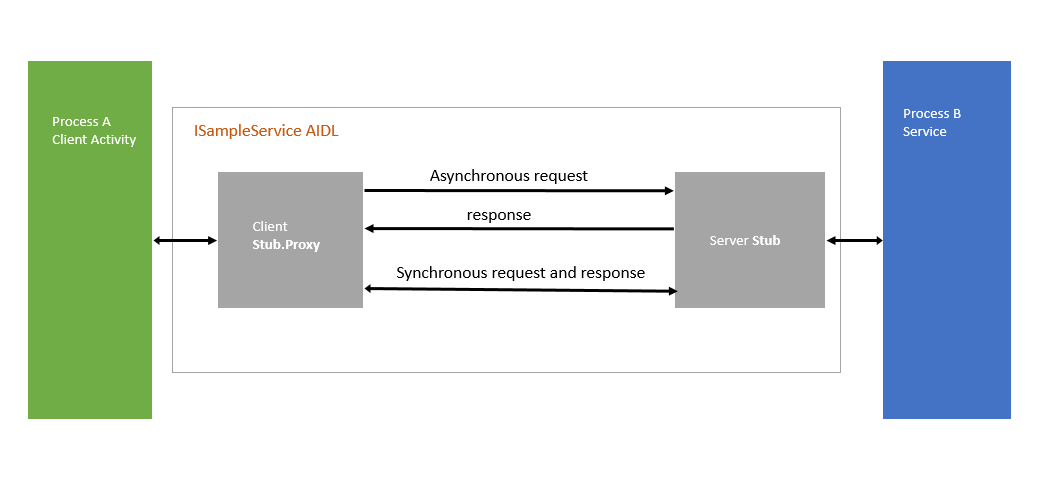 Process A
Client Activity
ISampleService AIDL
Client
Stub.Proxy
Asynchronous request
response
Synchronous request and response
Server Stub
Process B
Service